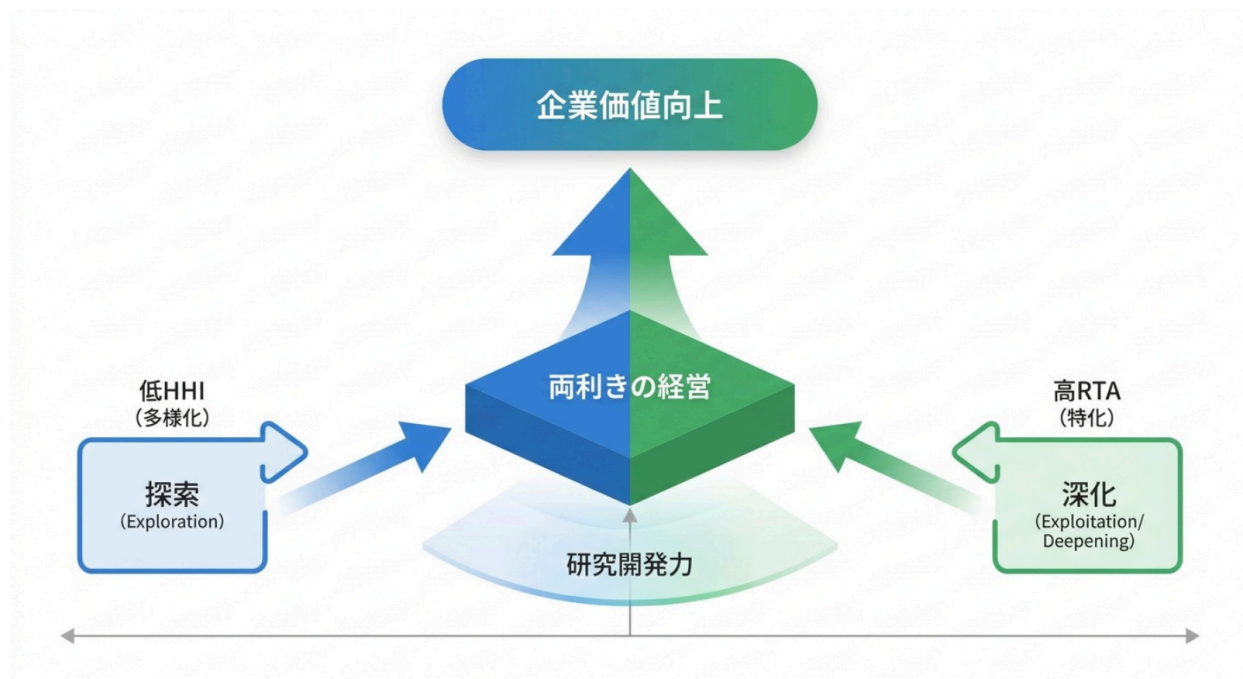 企業価値向上
両利きの経営
低HHI
（多様化）
探索
（Exploration）
高RTA
（特化）
深化
（Exploitation/
Deepening）
研究開発力